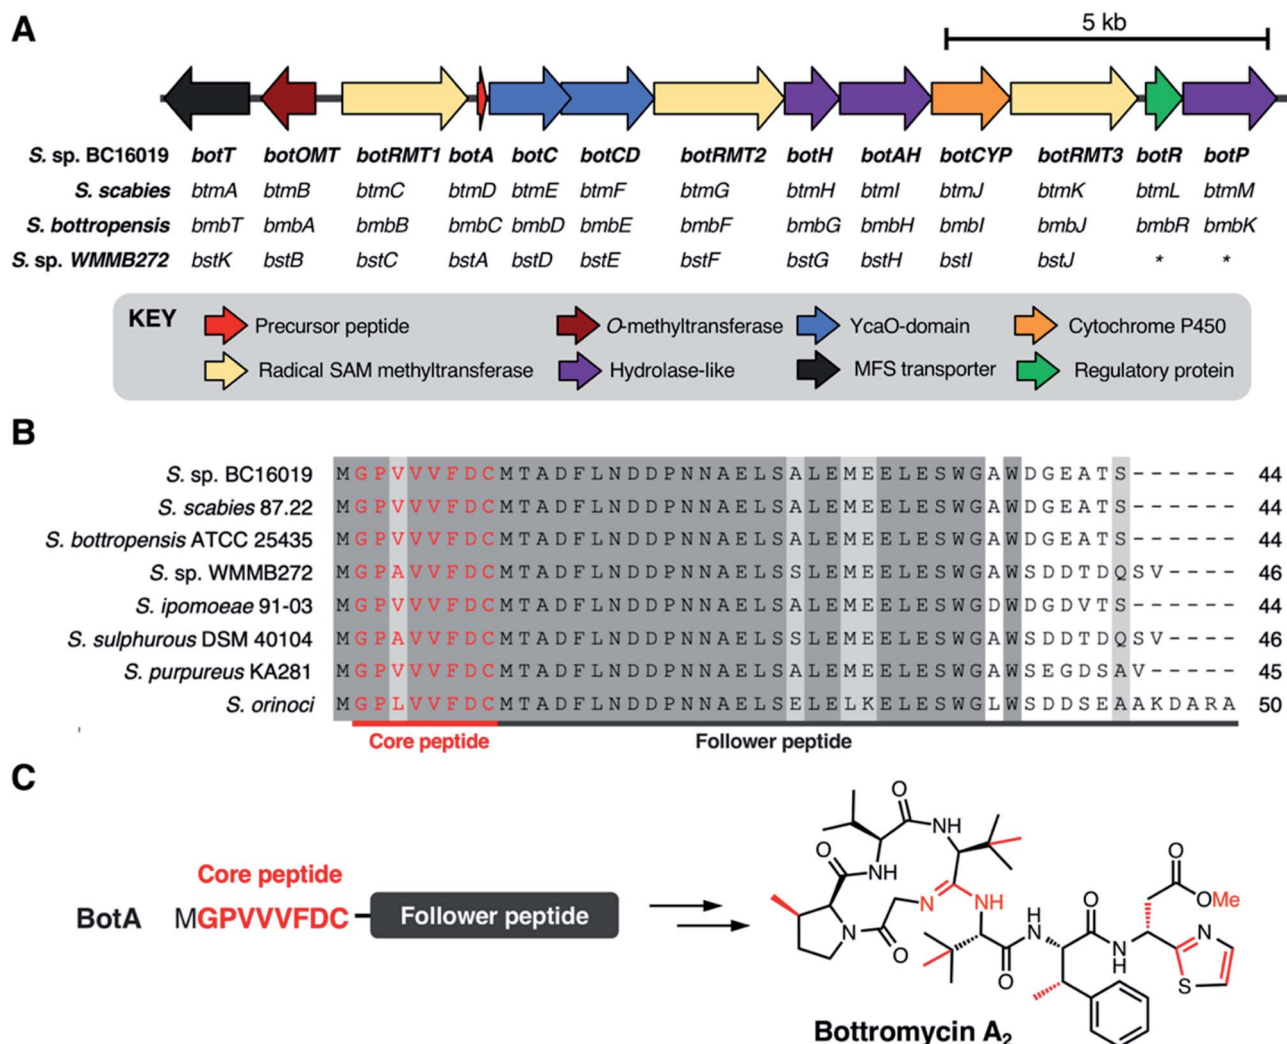 A
5 kb
S. sp. BC16019 botT botOMT botRMT1 botA botC botCD botRMT2 botH botAH botCYP botRMT3 botR botP
S. scabies btmA btmB btmC btmD btmE btmF btmG btmH btmI btmJ btmK btmL btmM
S. bottropensis bmbT bmbA bmbB bmbC bmbD bmbE bmbF bmbG bmbH bmbI bmbJ bmbR bmbK
S. sp. WMMB272 bstK bstB bstC bstA bstD bstE bstF bstG bstH bstI bstJ * *
KEY
Precursor peptide O-methyltransferase YcaO-domain Cytochrome P450
Radical SAM methyltransferase Hydrolase-like MFS transporter Regulatory protein
B
S. sp. BC16019 MGPVVVFDCMTADFLNDDPNNAELSALEMEELESWGAWDGEATS------ 44
S. scabies 87.22 MGPVVVFDCMTADFLNDDPNNAELSALEMEELESWGAWDGEATS------ 44
S. bottropensis ATCC 25435 MGPVVVFDCMTADFLNDDPNNAELSALEMEELESWGAWDGEATS------ 44
S. sp. WMMB272 MGPAVVFDCMTADFLNDDPNNAELSSLEMEELESWGAWSDDTDQSV---- 46
S. ipomoeae 91-03 MGPVVVFDCMTADFLNDDPNNAELSALEMEELESWGDWDGDVTS------ 44
S. sulphurous DSM 40104 MGPAVVFDCMTADFLNDDPNNAELSSLEMEELESWGAWSDDTDQSV---- 46
S. purpureus KA281 MGPVVVFDCMTADFLNDDPNNAELSALEMEELESWGAWSEGDSAV----- 45
S. orinoci MGPLVVFDCMTADFLNDDPNNAELSELELKELESWGLWSDDSEAAKDARA 50
Core peptide Follower peptide
C
Core peptide
BotA MGPVVVFDC Follower peptide
O
NH
O
NH
N
O
N
NH
O
H
N
O
N
H
O
OMe
N
S
Bottromycin A2